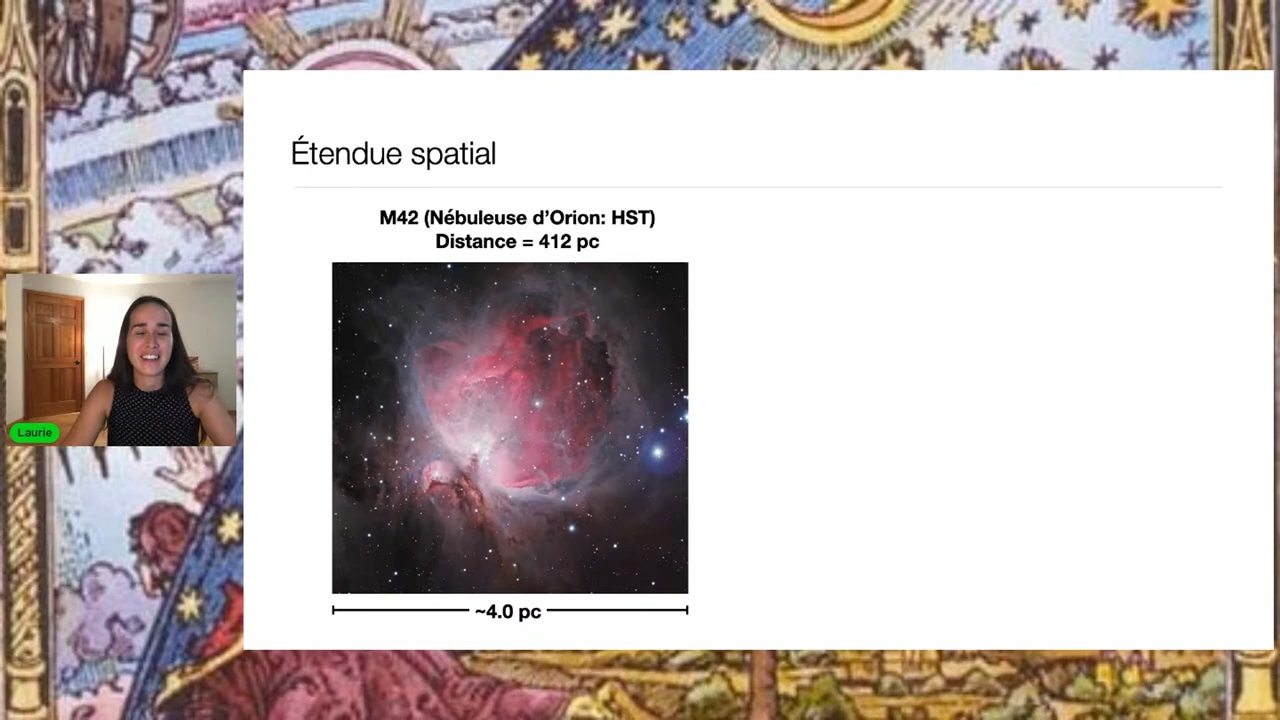 Étendue spatial
M42 (Nébuleuse d’Orion: HST)
Distance = 412 pc
Laurie
~4.0 pc